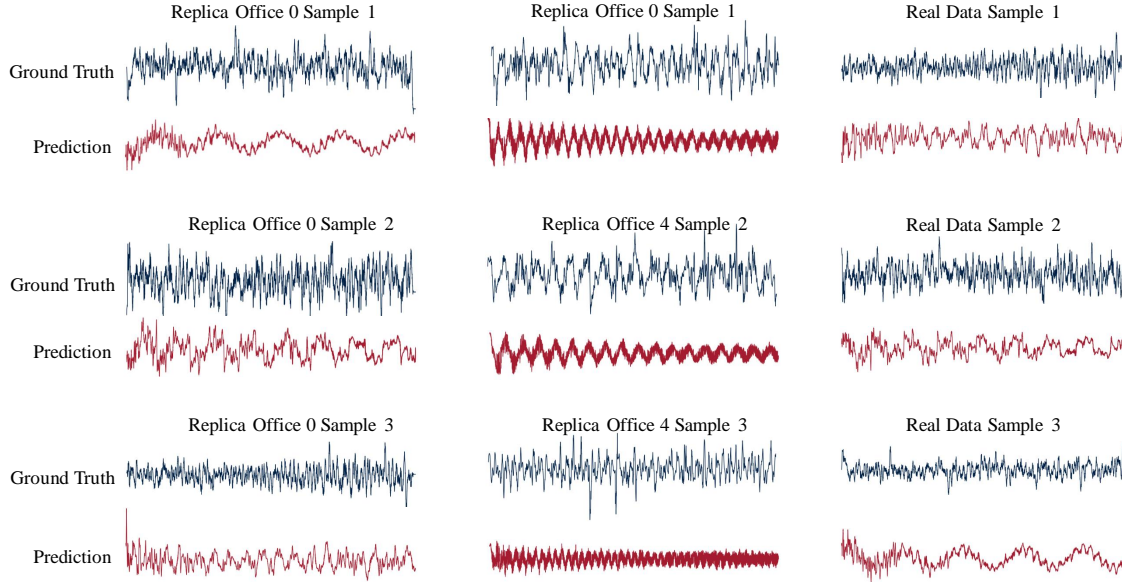 Replica Office 0 Sample 1
Replica Office 0 Sample 1
Real Data Sample 1
Ground Truth
Prediction
Replica Office 0 Sample 2
Replica Office 4 Sample 2
Real Data Sample 2
Ground Truth
Prediction
Replica Office 0 Sample 3
Replica Office 4 Sample 3
Real Data Sample 3
Ground Truth
Prediction